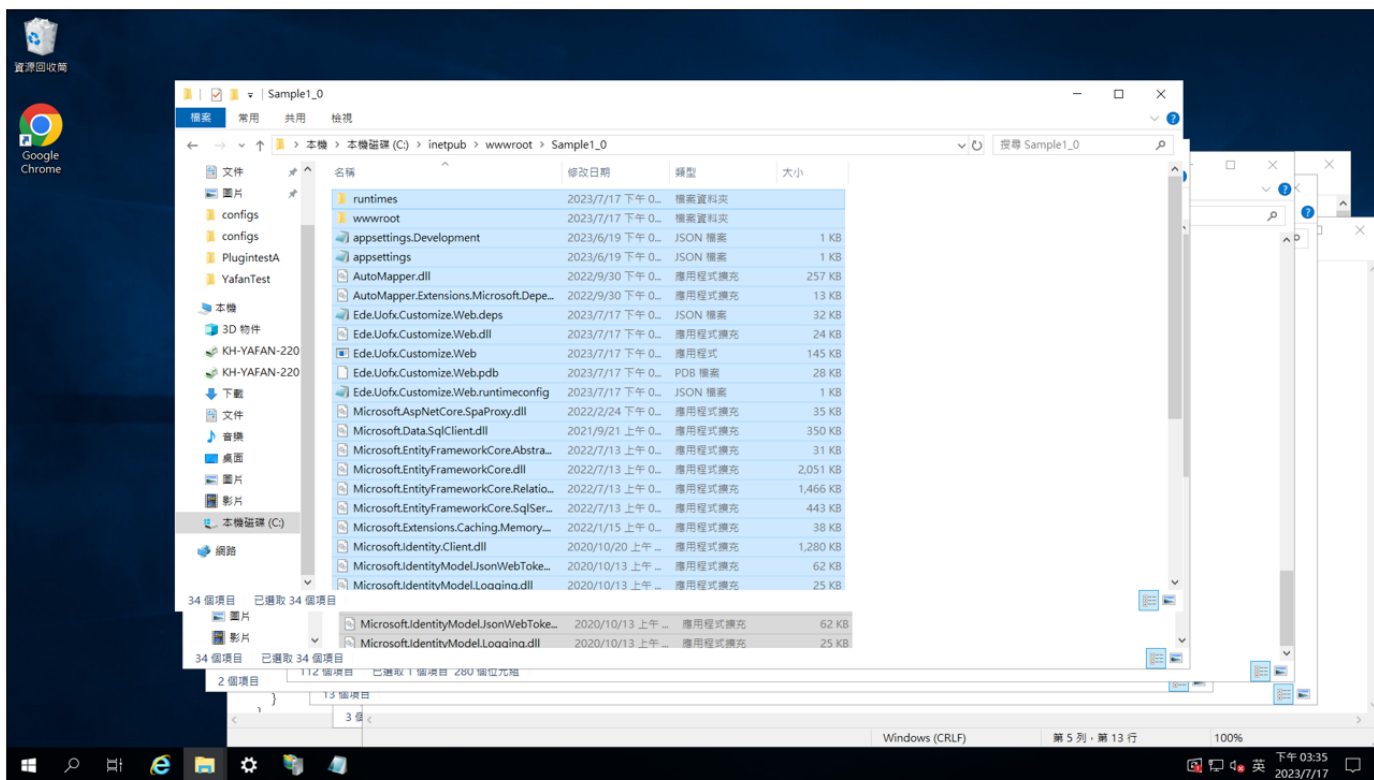 資源回收筒
Google
Chrome
Sample1_0
檔案 常用 共用 檢視
本機 > 本機磁碟 (C:) > inetpub > wwwroot > Sample1_0
搜尋 Sample1_0
文件
圖片
configs
configs
PlugintestA
YafanTest
本機
3D 物件
KH-YAFAN-220
KH-YAFAN-220
下載
文件
音樂
桌面
圖片
影片
本機磁碟 (C:)
網路
名稱 修改日期 類型 大小
runtimes 2023/7/17 下午 0... 檔案資料夾
wwwroot 2023/7/17 下午 0... 檔案資料夾
appsettings.Development 2023/6/19 下午 0... JSON 檔案 1 KB
appsettings 2023/6/19 下午 0... JSON 檔案 1 KB
AutoMapper.dll 2022/9/30 下午 0... 應用程式擴充 257 KB
AutoMapper.Extensions.Microsoft.Depe... 2022/9/30 下午 0... 應用程式擴充 13 KB
Ede.Uofx.Customize.Web.deps 2023/7/17 下午 0... JSON 檔案 32 KB
Ede.Uofx.Customize.Web.dll 2023/7/17 下午 0... 應用程式擴充 24 KB
Ede.Uofx.Customize.Web 2023/7/17 下午 0... 應用程式 145 KB
Ede.Uofx.Customize.Web.pdb 2023/7/17 下午 0... PDB 檔案 28 KB
Ede.Uofx.Customize.Web.runtimeconfig 2023/7/17 下午 0... JSON 檔案 1 KB
Microsoft.AspNetCore.SpaProxy.dll 2022/2/24 下午 0... 應用程式擴充 35 KB
Microsoft.Data.SqlClient.dll 2021/9/21 上午 0... 應用程式擴充 350 KB
Microsoft.EntityFrameworkCore.Abstra... 2022/7/13 上午 0... 應用程式擴充 31 KB
Microsoft.EntityFrameworkCore.dll 2022/7/13 上午 0... 應用程式擴充 2,051 KB
Microsoft.EntityFrameworkCore.Relatio... 2022/7/13 上午 0... 應用程式擴充 1,466 KB
Microsoft.EntityFrameworkCore.SqlSer... 2022/7/13 上午 0... 應用程式擴充 443 KB
Microsoft.Extensions.Caching.Memory.... 2022/1/15 上午 0... 應用程式擴充 38 KB
Microsoft.Identity.Client.dll 2020/10/20 上午 ... 應用程式擴充 1,280 KB
Microsoft.IdentityModel.JsonWebToke... 2020/10/13 上午 ... 應用程式擴充 62 KB
Microsoft.IdentityModel.Logging.dll 2020/10/13 上午 ... 應用程式擴充 25 KB
34 個項目 已選取 34 個項目
圖片
影片
Microsoft.IdentityModel.JsonWebToke... 2020/10/13 上午 ... 應用程式擴充 62 KB
Microsoft.IdentityModel.Logging.dll 2020/10/13 上午 ... 應用程式擴充 25 KB
34 個項目 已選取 34 個項目
112 個項目 已選取 1 個項目 280 個位元組
2 個項目
13 個項目
}
3 個
Windows (CRLF) 第 5 列，第 13 行 100%
英
下午 03:35
2023/7/17